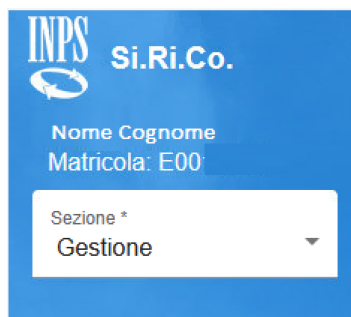 INPS
Si.Ri.Co.
Nome Cognome
Matricola: E00
Sezione *
Gestione